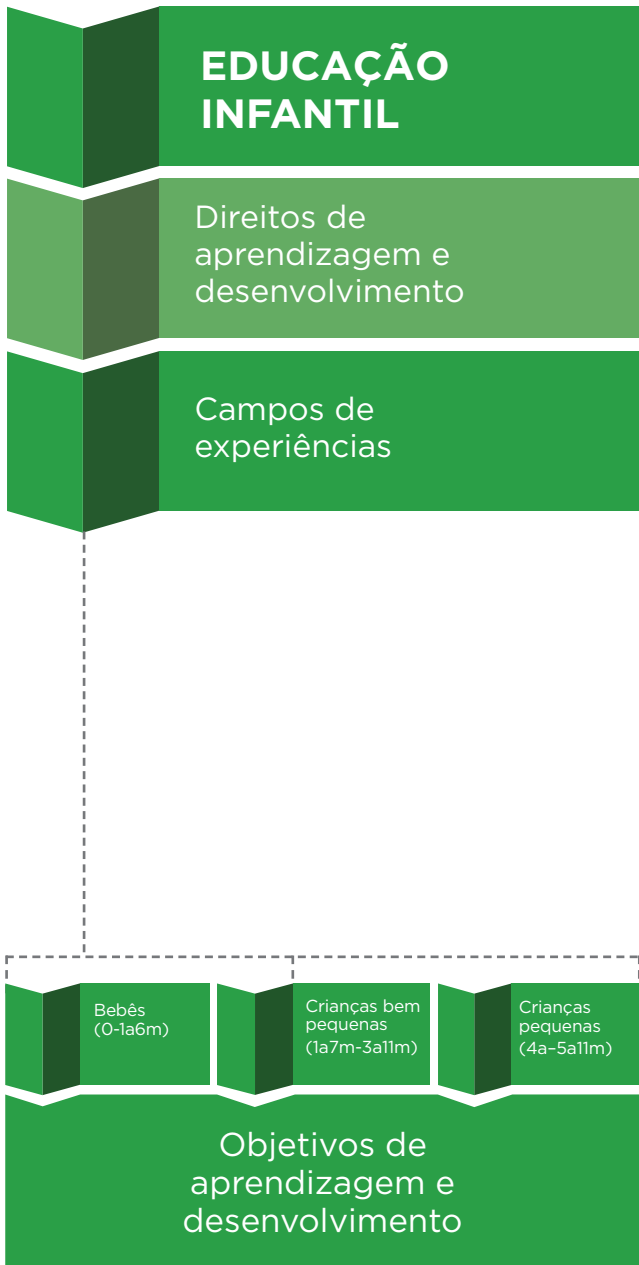 EDUCAÇÃO
INFANTIL
Direitos de
aprendizagem e
desenvolvimento
Campos de
experiências
Bebês
(0-1a6m)
Crianças bem
pequenas
(1a7m-3a11m)
Crianças
pequenas
(4a–5a11m)
Objetivos de
aprendizagem e
desenvolvimento